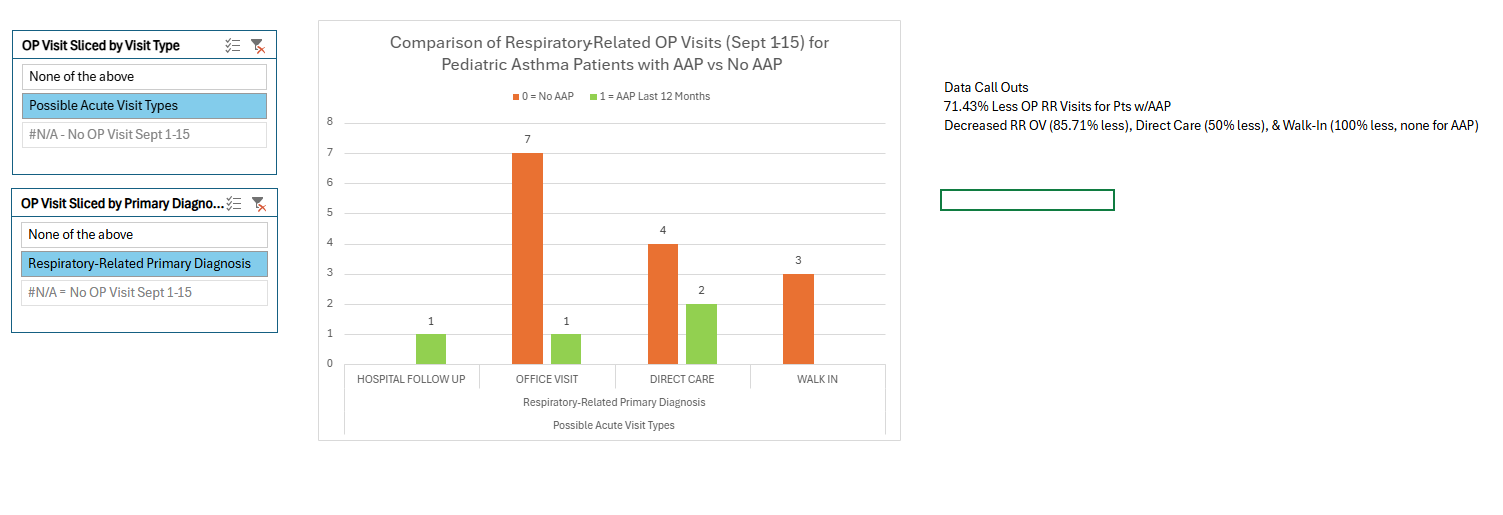 OP Visit Sliced by Visit Type
None of the above
Possible Acute Visit Types
#N/A - No OP Visit Sept 1-15
OP Visit Sliced by Primary Diagno...
None of the above
Respiratory-Related Primary Diagnosis
#N/A = No OP Visit Sept 1-15
Comparison of Respiratory-Related OP Visits (Sept 1-15) for
Pediatric Asthma Patients with AAP vs No AAP
0 = No AAP 1 = AAP Last 12 Months
8
7
6
5
4
3
2
1
0
1
7
1
4
2
3
HOSPITAL FOLLOW UP OFFICE VISIT DIRECT CARE WALK IN
Respiratory-Related Primary Diagnosis
Possible Acute Visit Types
Data Call Outs
71.43% Less OP RR Visits for Pts w/AAP
Decreased RR OV (85.71% less), Direct Care (50% less), & Walk-In (100% less, none for AAP)